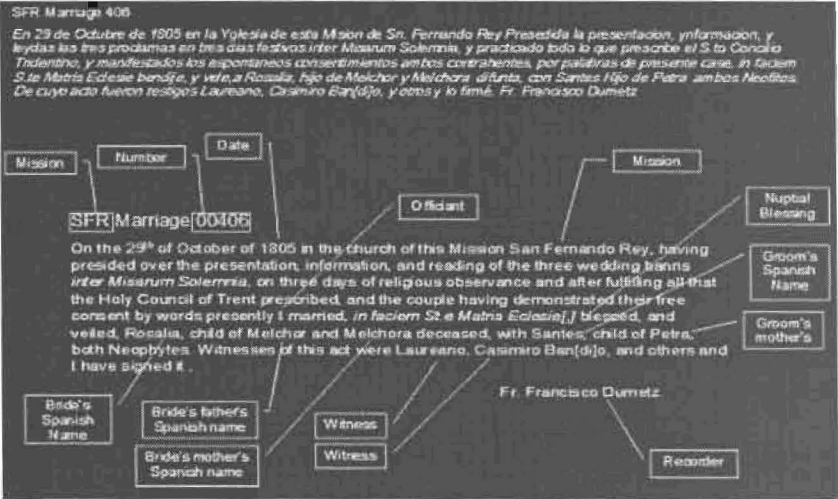 SFR Marriage 406
En 29 de Octubre de 1805 en la Yglesia de esta Mision de Sn. Fernando Rey Presedida la presentacion, ynformacion, y
leydas las tres proclamas en tres dias festivos inter Misarum Solemnia, y practicado todo lo que prescribe el S.to Concilio
Tridentino, y manifestados los espontaneos consentimientos ambos contrahentes, por palabras de presente case, in faciem
S.te Matris Eclesie bendije, y vele,a Rosalia, hijo de Melchor y Melchora difunta, con Santes Hijo de Petra ambos Neofitos.
De cuyo acto fueron testigos Laureano, Casimiro Ban[di]o, y otros y lo firmé. Fr. Francisco Dumetz
Date
Mission
Number
Mission
Officiant
Nuptial
Blessing
SFR Marriage 00406
On the 29th of October of 1805 in the church of this Mission San Fernando Rey, having
presided over the presentation, information, and reading of the three wedding banns
inter Misarum Solemnia, on three days of religious observance and after fulfilling all that
the Holy Council of Trent prescribed, and the couple having demonstrated their free
consent by words presently I married, in faciem St.e Matris Eclesie[,] blessed, and
veiled, Rosalia, child of Melchor and Melchora deceased, with Santes, child of Petra,
both Neophytes. Witnesses of this act were Laureano, Casimiro Ban[di]o, and others and
I have signed it.
Groom's
Spanish
Name
Groom's
mother's
Fr. Francisco Dumetz
Bride's
Spanish
Name
Bride's father's
Spanish name
Bride's mother's
Spanish name
Witness
Witness
Recorder